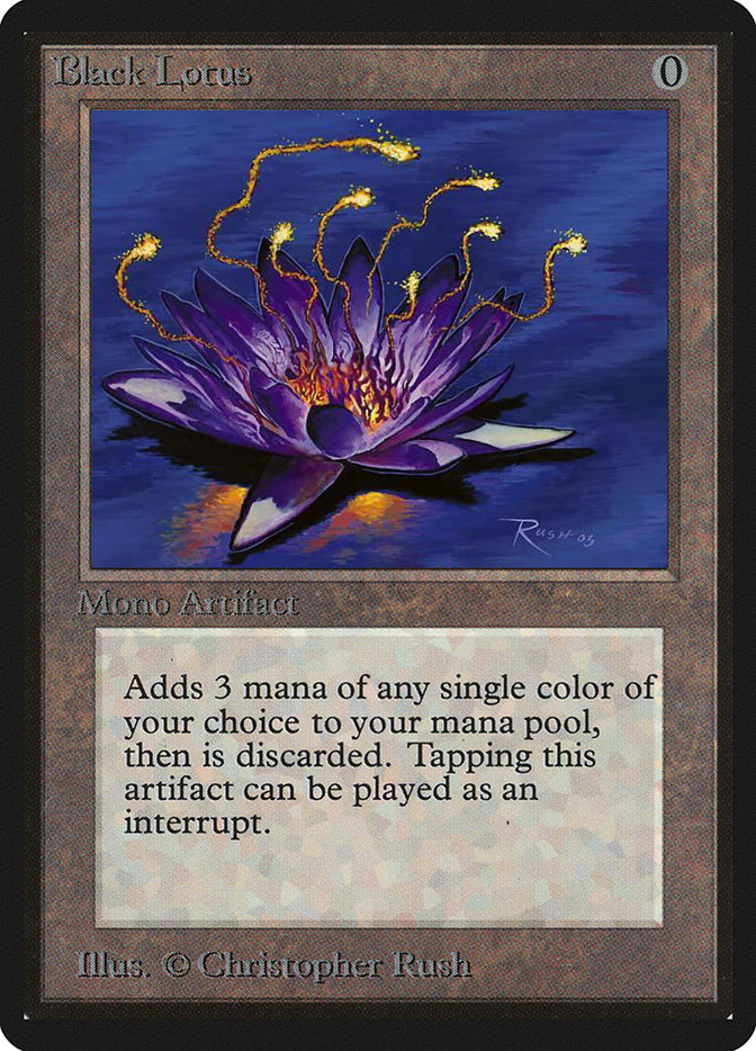 Black Lotus
0
Rush 03
Mono Artifact
Adds 3 mana of any single color of
your choice to your mana pool,
then is discarded. Tapping this
artifact can be played as an
interrupt.
Illus. © Christopher Rush